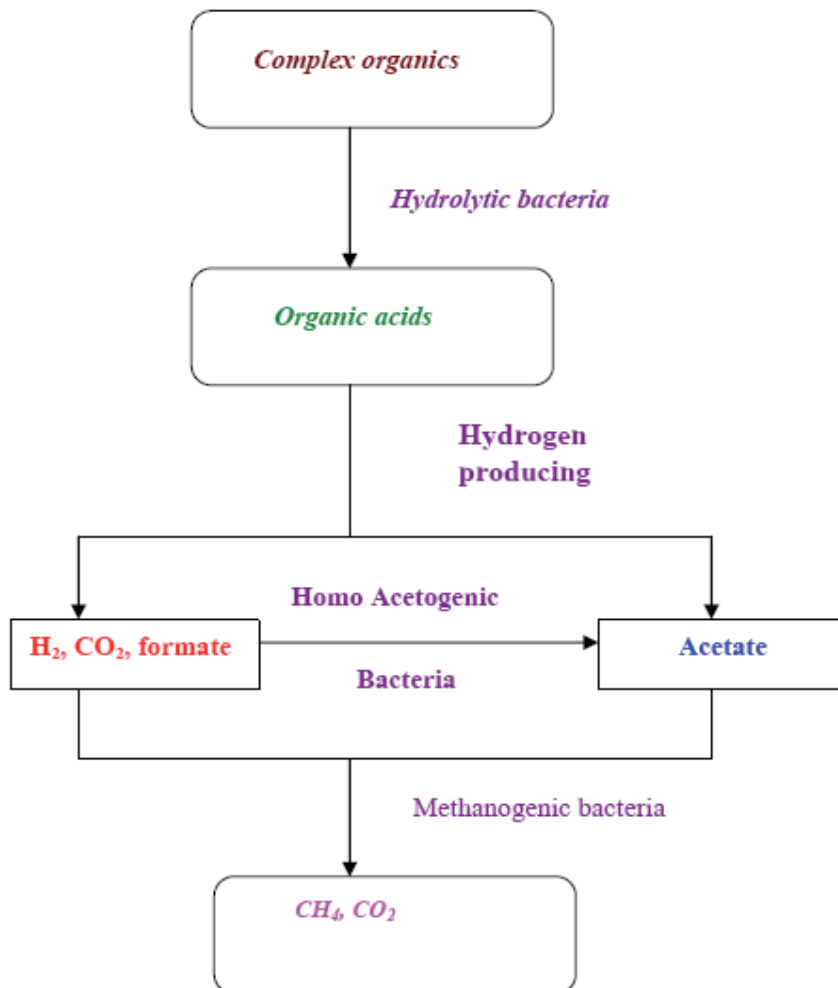 Complex organics
Hydrolytic bacteria
Organic acids
Hydrogen
producing
Homo Acetogenic
H₂, CO₂, formate
Acetate
Bacteria
Methanogenic bacteria
CH₄, CO₂